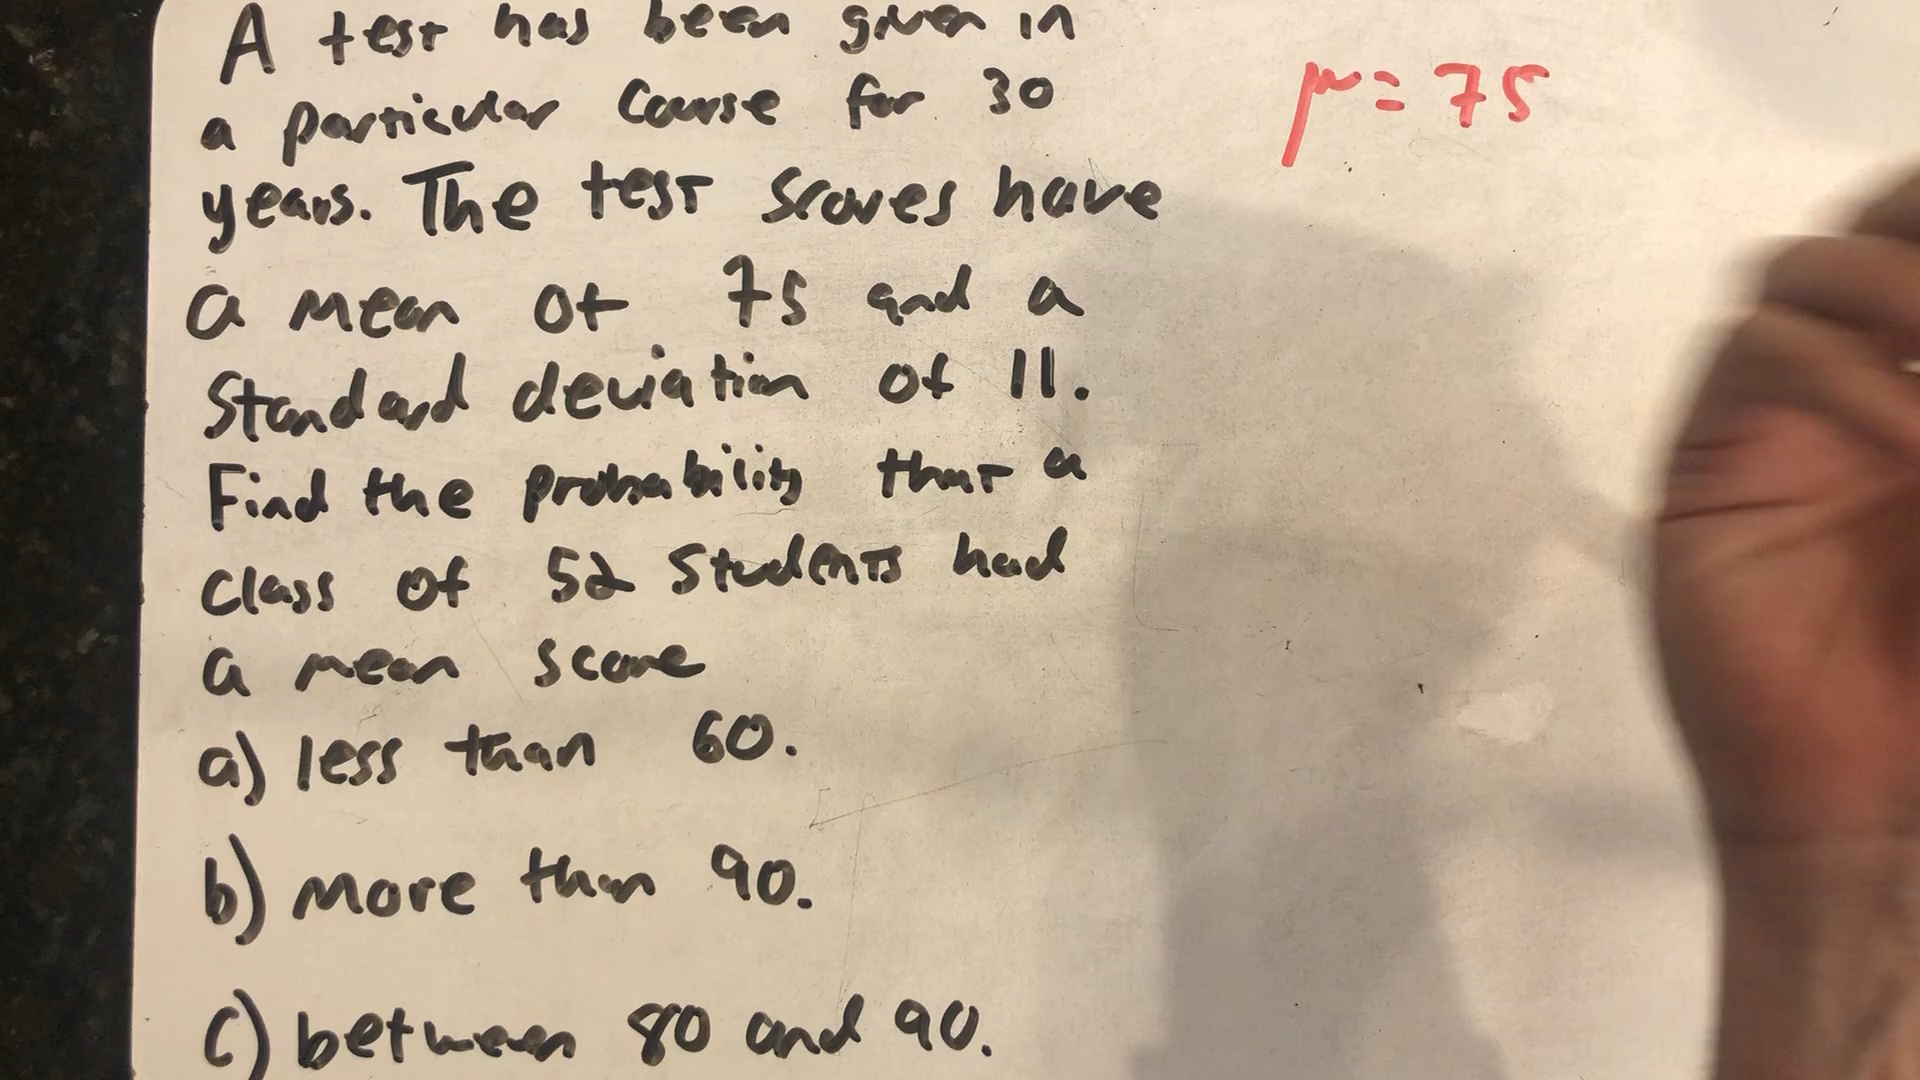 A test has been given in
a particular course for 30
years. The test scores have
a mean of 75 and a
Standard deviation of 11.
Find the probability that a
class of 52 students had
a mean score
a) less than 60.
b) more than 90.
c) between 80 and 90.
μ = 75